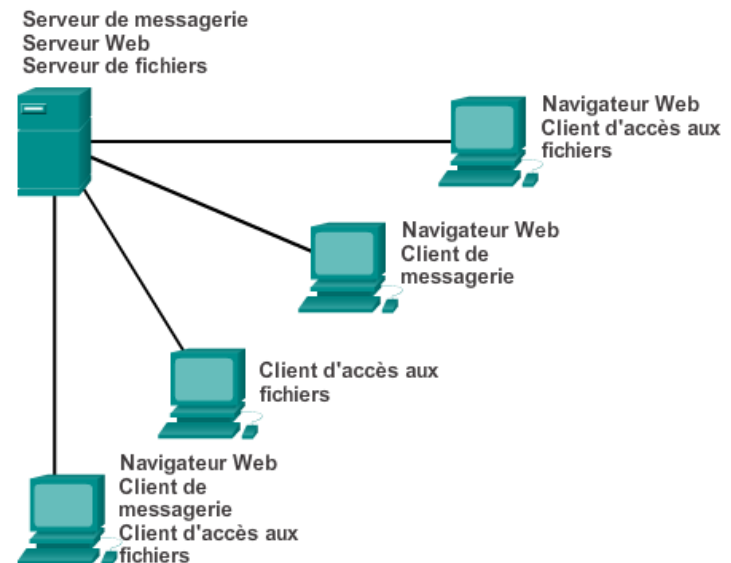 Serveur de messagerie
Serveur Web
Serveur de fichiers
Navigateur Web
Client d'accès aux
fichiers
Navigateur Web
Client de
messagerie
Client d'accès aux
fichiers
Navigateur Web
Client de
messagerie
Client d'accès aux
fichiers